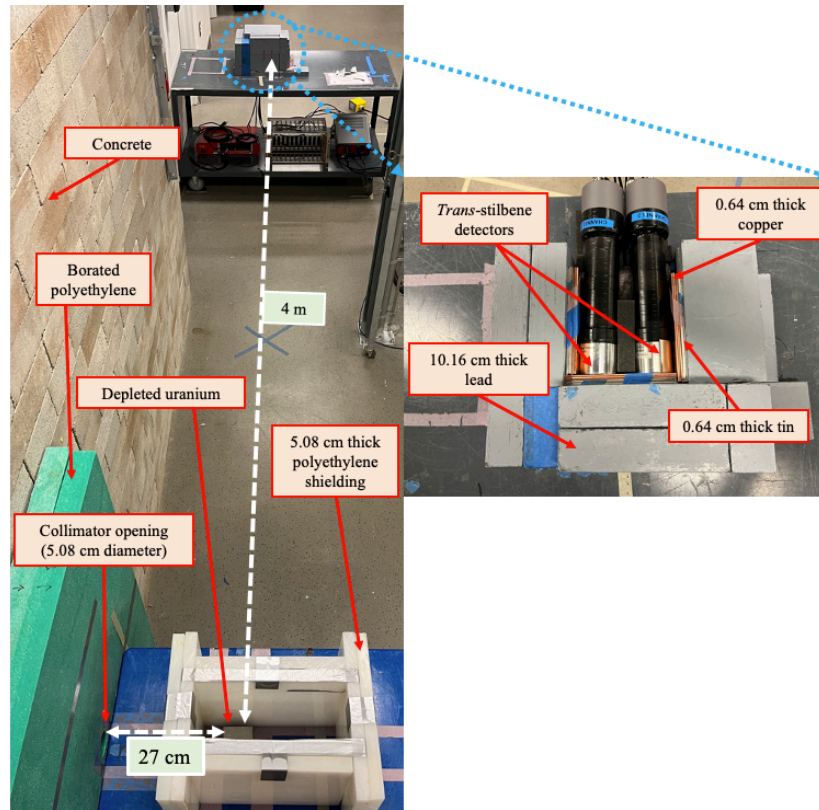 Concrete
Borated
polyethylene
4 m
Depleted uranium
5.08 cm thick
polyethylene
shielding
Collimator opening
(5.08 cm diameter)
27 cm
Trans-stilbene
detectors
0.64 cm thick
copper
10.16 cm thick
lead
0.64 cm thick tin